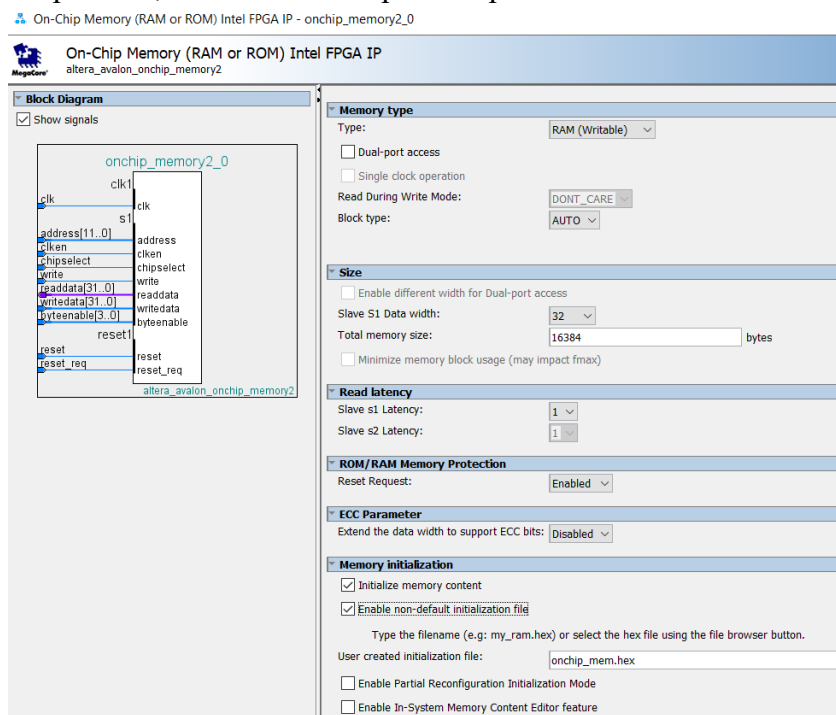 On-Chip Memory (RAM or ROM) Intel FPGA IP - onchip_memory2_0
On-Chip Memory (RAM or ROM) Intel FPGA IP
altera_avalon_onchip_memory2
MegaCore'
Block Diagram
Show signals
onchip_memory2_0
clk1
clk
clk
s1
address[11..0]
address
clken
clken
chipselect
chipselect
write
write
readdata[31..0]
readdata
writedata[31..0]
writedata
byteenable[3..0]
byteenable
reset1
reset
reset
reset_req
reset_req
altera_avalon_onchip_memory2
Memory type
Type: RAM (Writable)
Dual-port access
Single clock operation
Read During Write Mode: DONT_CARE
Block type: AUTO
Size
Enable different width for Dual-port access
Slave S1 Data width: 32
Total memory size: 16384 bytes
Minimize memory block usage (may impact fmax)
Read latency
Slave s1 Latency: 1
Slave s2 Latency: 1
ROM/RAM Memory Protection
Reset Request: Enabled
ECC Parameter
Extend the data width to support ECC bits: Disabled
Memory initialization
Initialize memory content
Enable non-default initialization file
Type the filename (e.g: my_ram.hex) or select the hex file using the file browser button.
User created initialization file: onchip_mem.hex
Enable Partial Reconfiguration Initialization Mode
Enable In-System Memory Content Editor feature